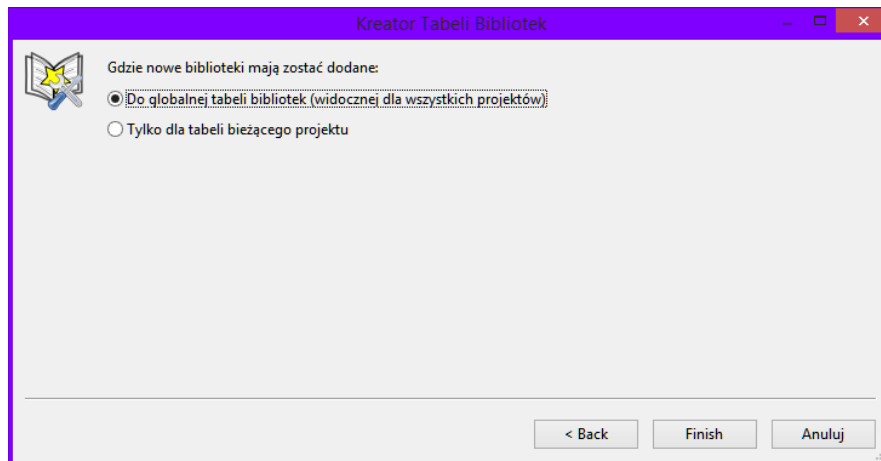 Kreator Tabeli Bibliotek
Gdzie nowe biblioteki mają zostać dodane:
Do globalnej tabeli bibliotek (widocznej dla wszystkich projektów)
Tylko dla tabeli bieżącego projektu
< Back
Finish
Anuluj